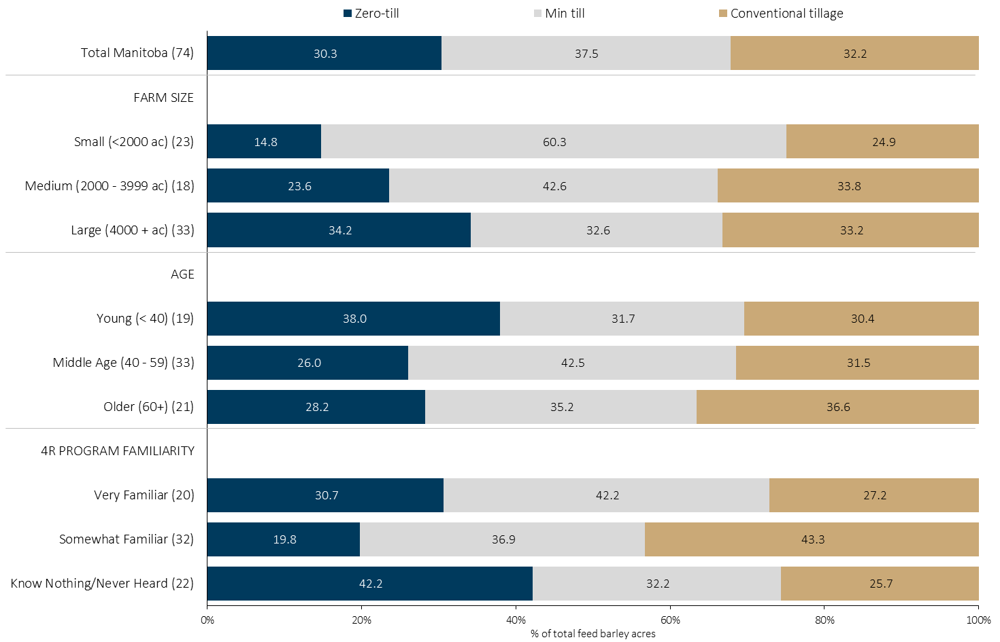 Zero-till Min till Conventional tillage
Total Manitoba (74) 30.3 37.5 32.2
FARM SIZE
Small (<2000 ac) (23) 14.8 60.3 24.9
Medium (2000 - 3999 ac) (18) 23.6 42.6 33.8
Large (4000 + ac) (33) 34.2 32.6 33.2
AGE
Young (< 40) (19) 38.0 31.7 30.4
Middle Age (40 - 59) (33) 26.0 42.5 31.5
Older (60+) (21) 28.2 35.2 36.6
4R PROGRAM FAMILIARITY
Very Familiar (20) 30.7 42.2 27.2
Somewhat Familiar (32) 19.8 36.9 43.3
Know Nothing/Never Heard (22) 42.2 32.2 25.7
0% 20% 40% 60% 80% 100%
% of total feed barley acres